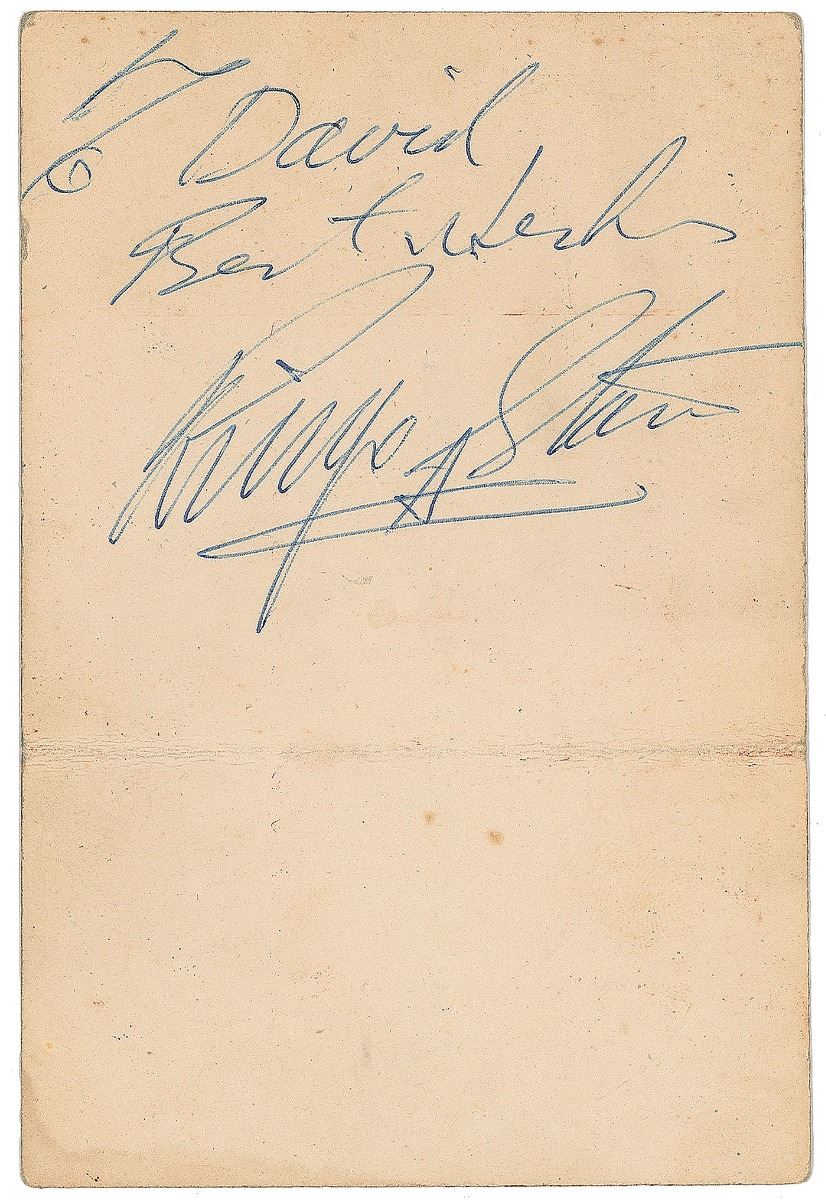 To David
Best Wishes
Ringo Starr